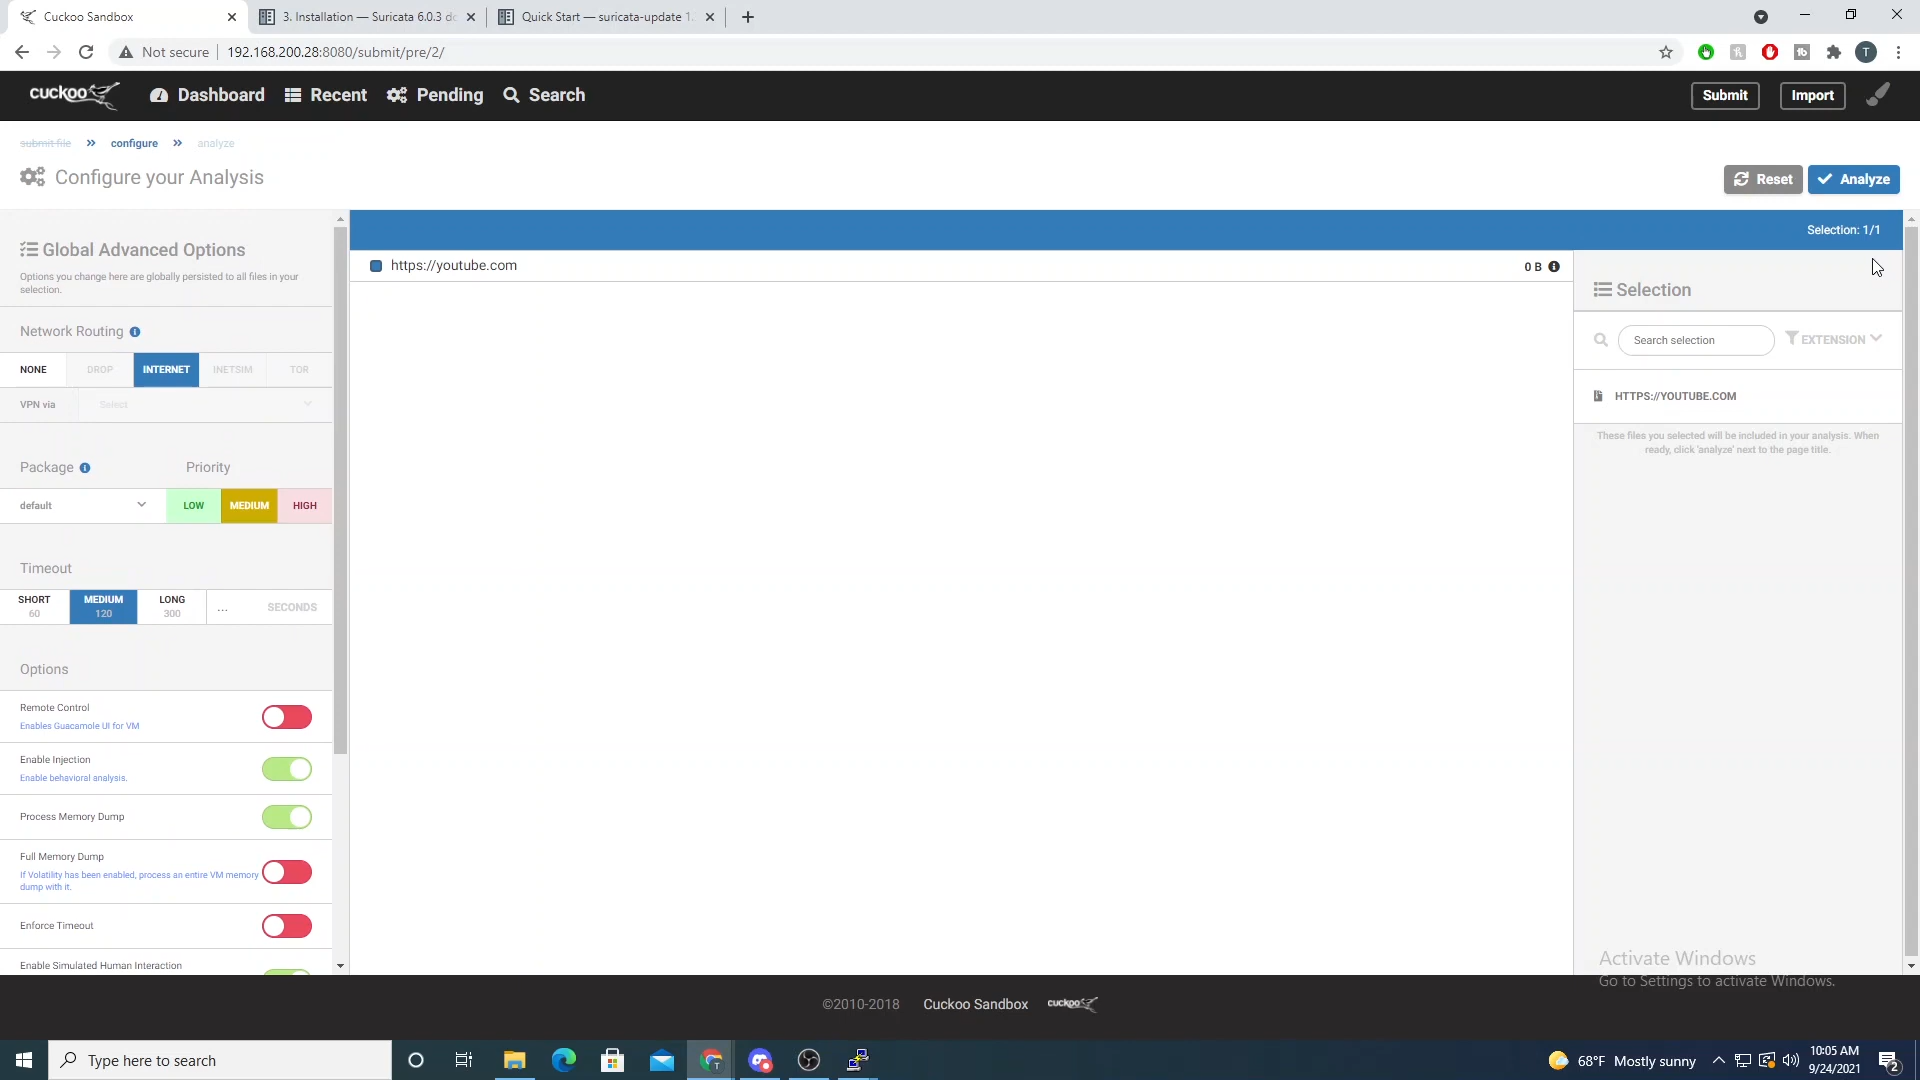 Cuckoo Sandbox
3. Installation — Suricata 6.0.3 do
Quick Start — suricata-update 1.
Not secure
192.168.200.28:8080/submit/pre/2/
T
cuckoo
Dashboard
Recent
Pending
Search
Submit
Import
submit file » configure » analyze
Configure your Analysis
Reset
Analyze
Global Advanced Options
Options you change here are globally persisted to all files in your
selection.
Network Routing
NONE DROP INTERNET INETSIM TOR
VPN via Select
Package Priority
default LOW MEDIUM HIGH
Timeout
SHORT MEDIUM LONG ... SECONDS
60 120 300
Options
Remote Control
Enables Guacamole UI for VM
Enable Injection
Enable behavioral analysis.
Process Memory Dump
Full Memory Dump
If Volatility has been enabled, process an entire VM memory
dump with it.
Enforce Timeout
Enable Simulated Human Interaction
Selection: 1/1
https://youtube.com
0 B
Selection
Search selection
EXTENSION
HTTPS://YOUTUBE.COM
These files you selected will be included in your analysis. When
ready, click 'analyze' next to the page title.
Activate Windows
Go to Settings to activate Windows.
©2010-2018 Cuckoo Sandbox cuckoo
Type here to search
68°F Mostly sunny
10:05 AM
9/24/2021
2